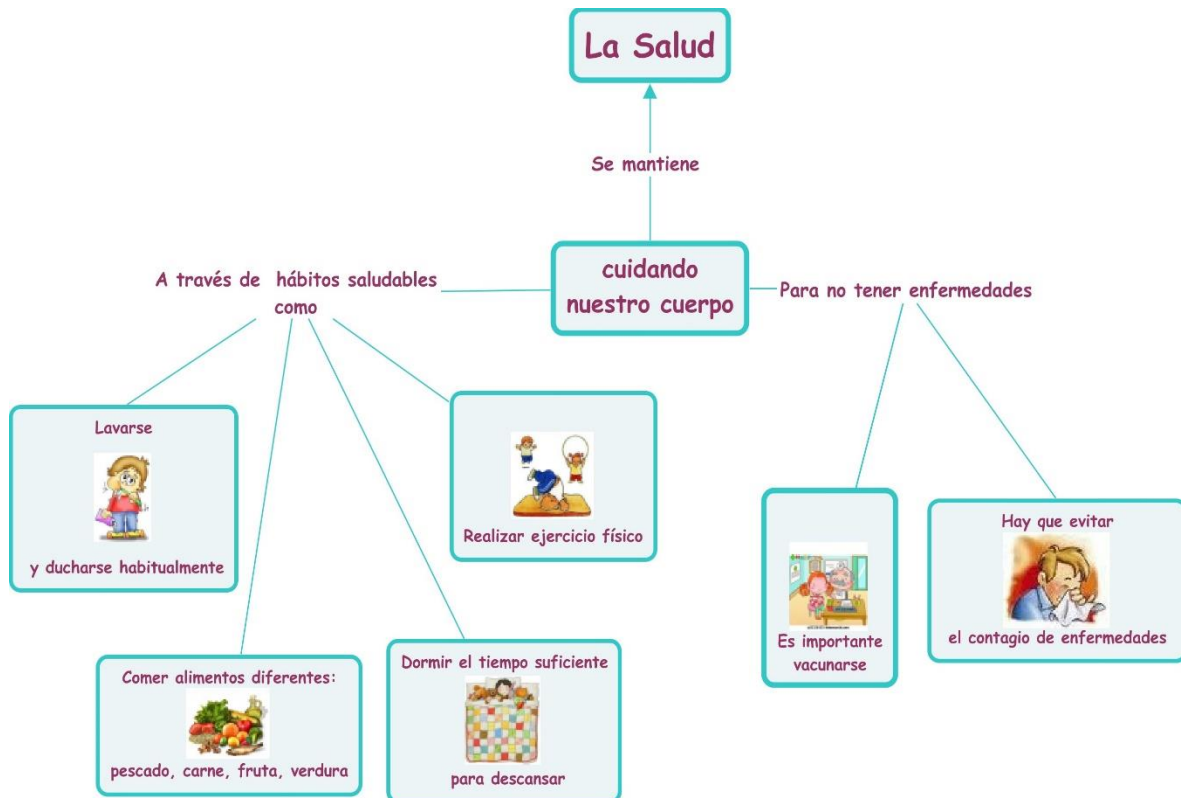 La Salud
Se mantiene
cuidando
nuestro cuerpo
A través de  hábitos saludables
como
Para no tener enfermedades
Lavarse
y ducharse habitualmente
Realizar ejercicio físico
Comer alimentos diferentes:
pescado, carne, fruta, verdura
Dormir el tiempo suficiente
para descansar
Es importante
vacunarse
Hay que evitar
el contagio de enfermedades